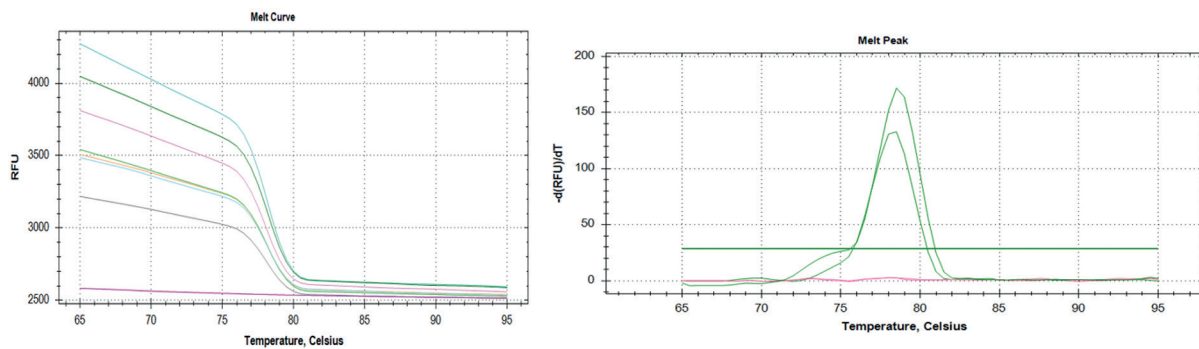 Melt Curve
4000
3500
3000
2500
RFU
65 70 75 80 85 90 95
Temperature, Celsius
Melt Peak
200
150
100
50
0
-d(RFU)/dT
65 70 75 80 85 90 95
Temperature, Celsius